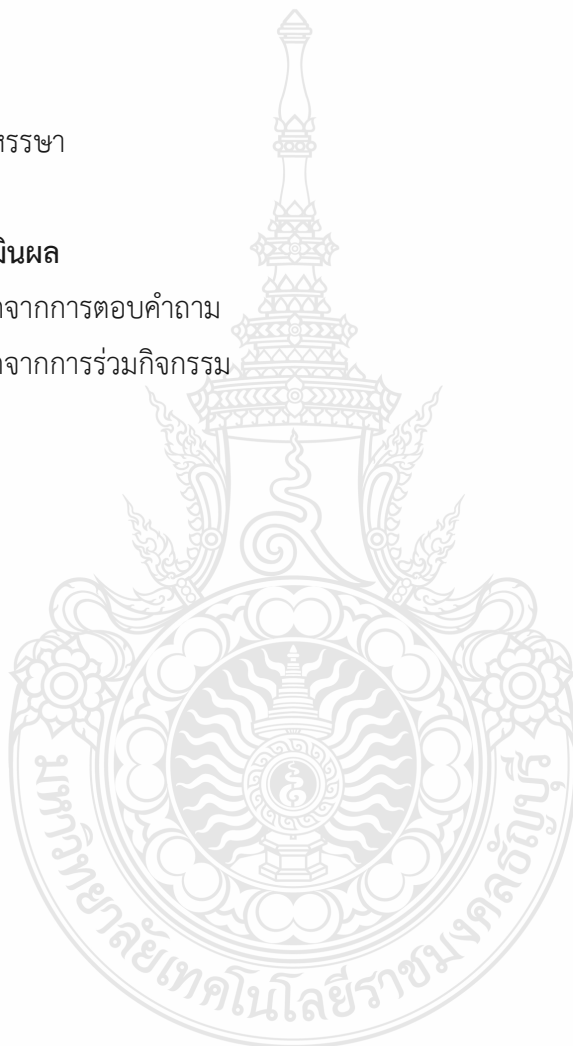 หรรษา
มินผล
จากการตอบคำถาม
จากการร่วมกิจกรรม
มหาวิทยาลัยเทคโนโลยีราชมงคลธัญบุรี